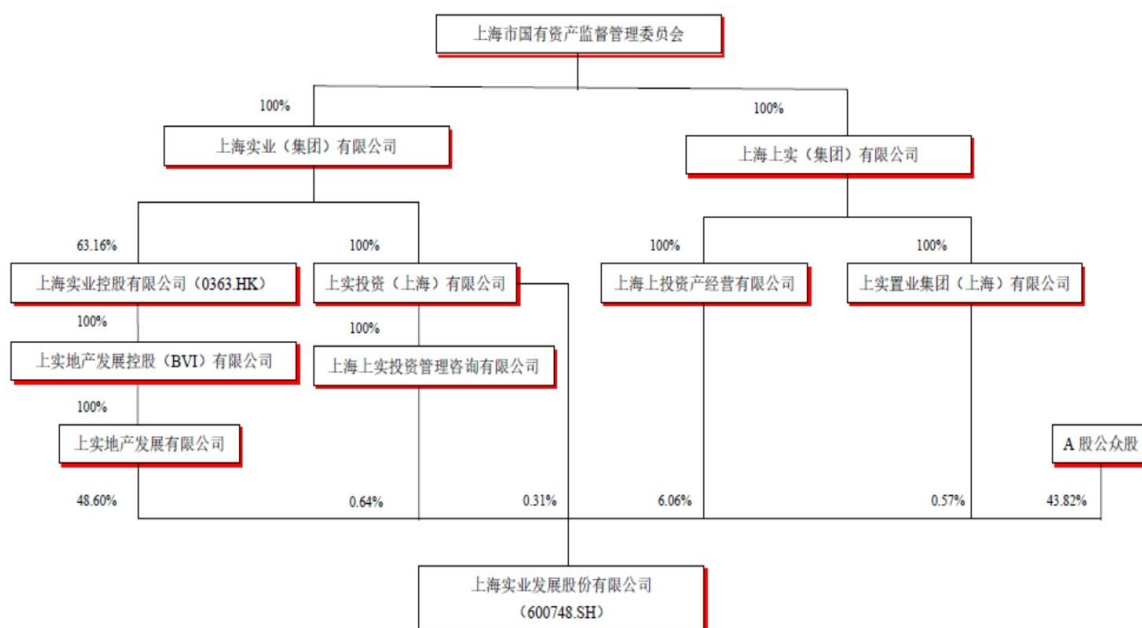 上海市国有资产监督管理委员会
100%
100%
上海实业（集团）有限公司
上海上实（集团）有限公司
63.16%
100%
100%
100%
上海实业控股有限公司（0363.HK）
上实投资（上海）有限公司
上海上投资产经营有限公司
上实置业集团（上海）有限公司
100%
100%
上实地产发展控股（BVI）有限公司
上海上实投资管理咨询有限公司
100%
上实地产发展有限公司
A 股公众股
48.60%
0.64%
0.31%
6.06%
0.57%
43.82%
上海实业发展股份有限公司
（600748.SH）